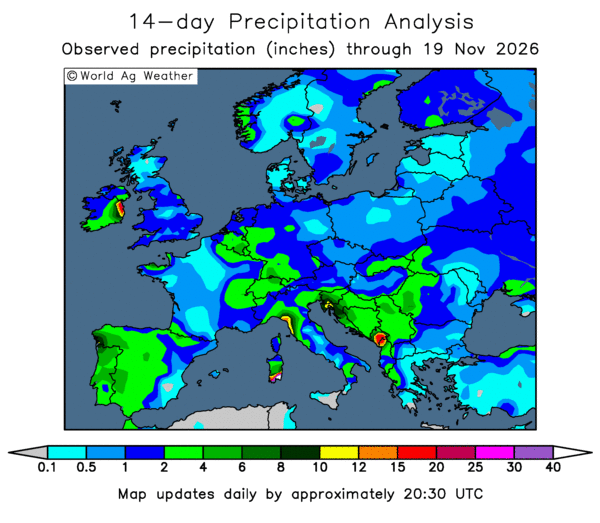 14-day Precipitation Analysis
Observed precipitation (inches) through 19 Nov 2026
© World Ag Weather
0.1 0.5 1 2 4 6 8 10 12 15 20 25 30 40
Map updates daily by approximately 20:30 UTC